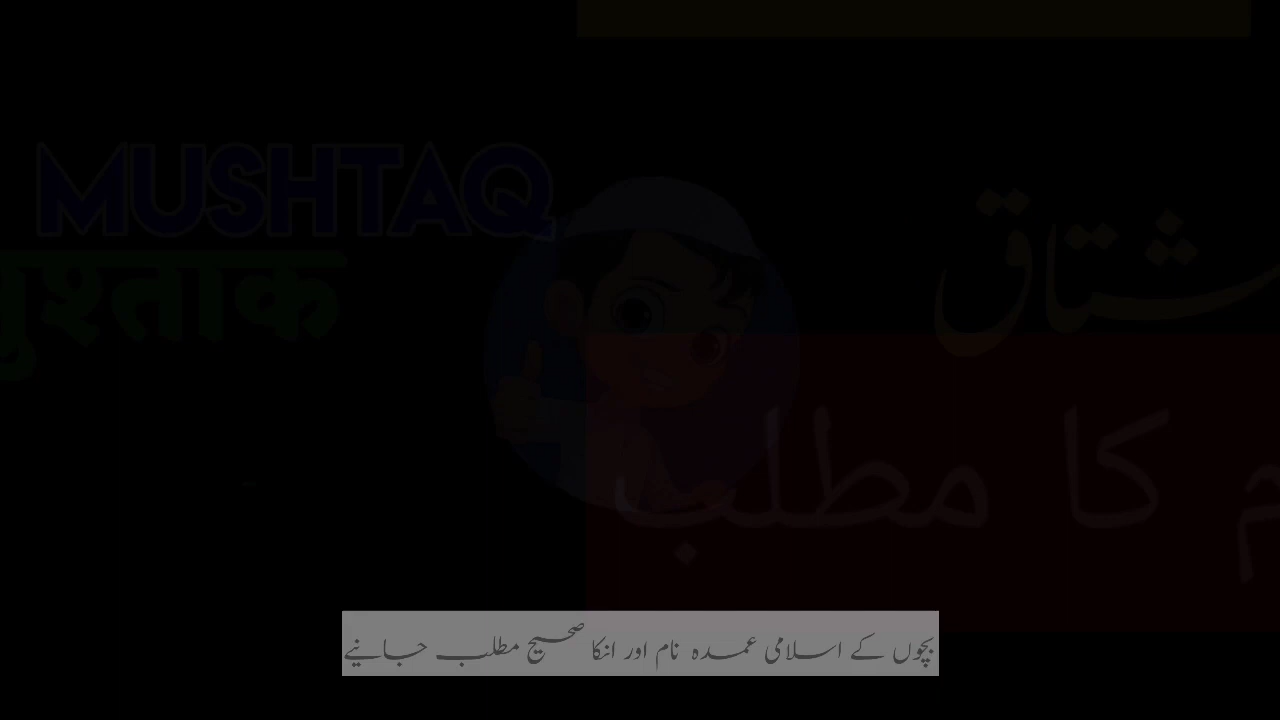 MUSHTAQ
मुश्ताक
مشتاق
کا مطلب
بچوں کے اسلامی عمدہ نام اور انکا صحیح مطلب جانیے